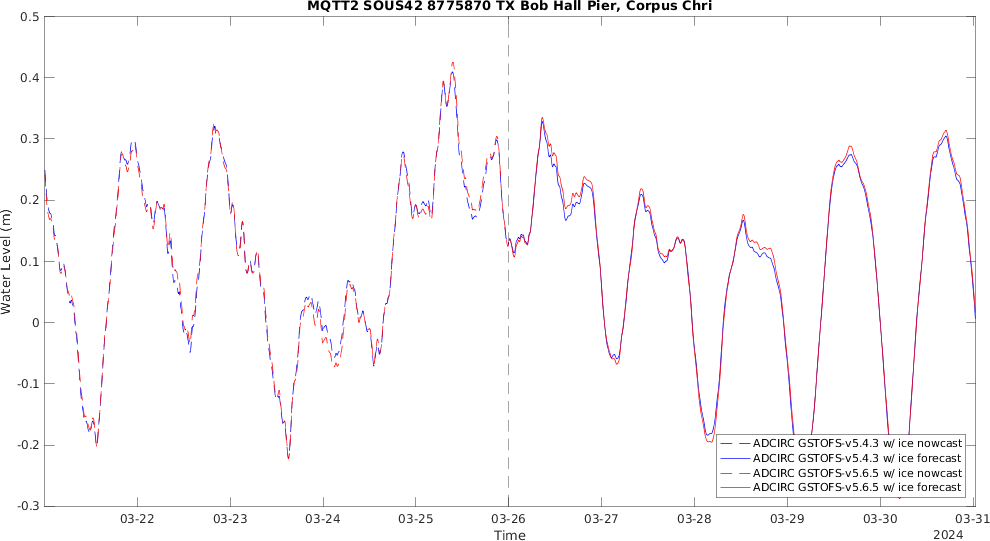 MQTT2 SOUS42 8775870 TX Bob Hall Pier, Corpus Chri
0.5
0.4
0.3
0.2
0.1
0
-0.1
-0.2
-0.3
Water Level (m)
ADCIRC GSTOFS-v5.4.3 w/ ice nowcast
ADCIRC GSTOFS-v5.4.3 w/ ice forecast
ADCIRC GSTOFS-v5.6.5 w/ ice nowcast
ADCIRC GSTOFS-v5.6.5 w/ ice forecast
03-22 03-23 03-24 03-25 03-26 03-27 03-28 03-29 03-30 03-31
Time
2024